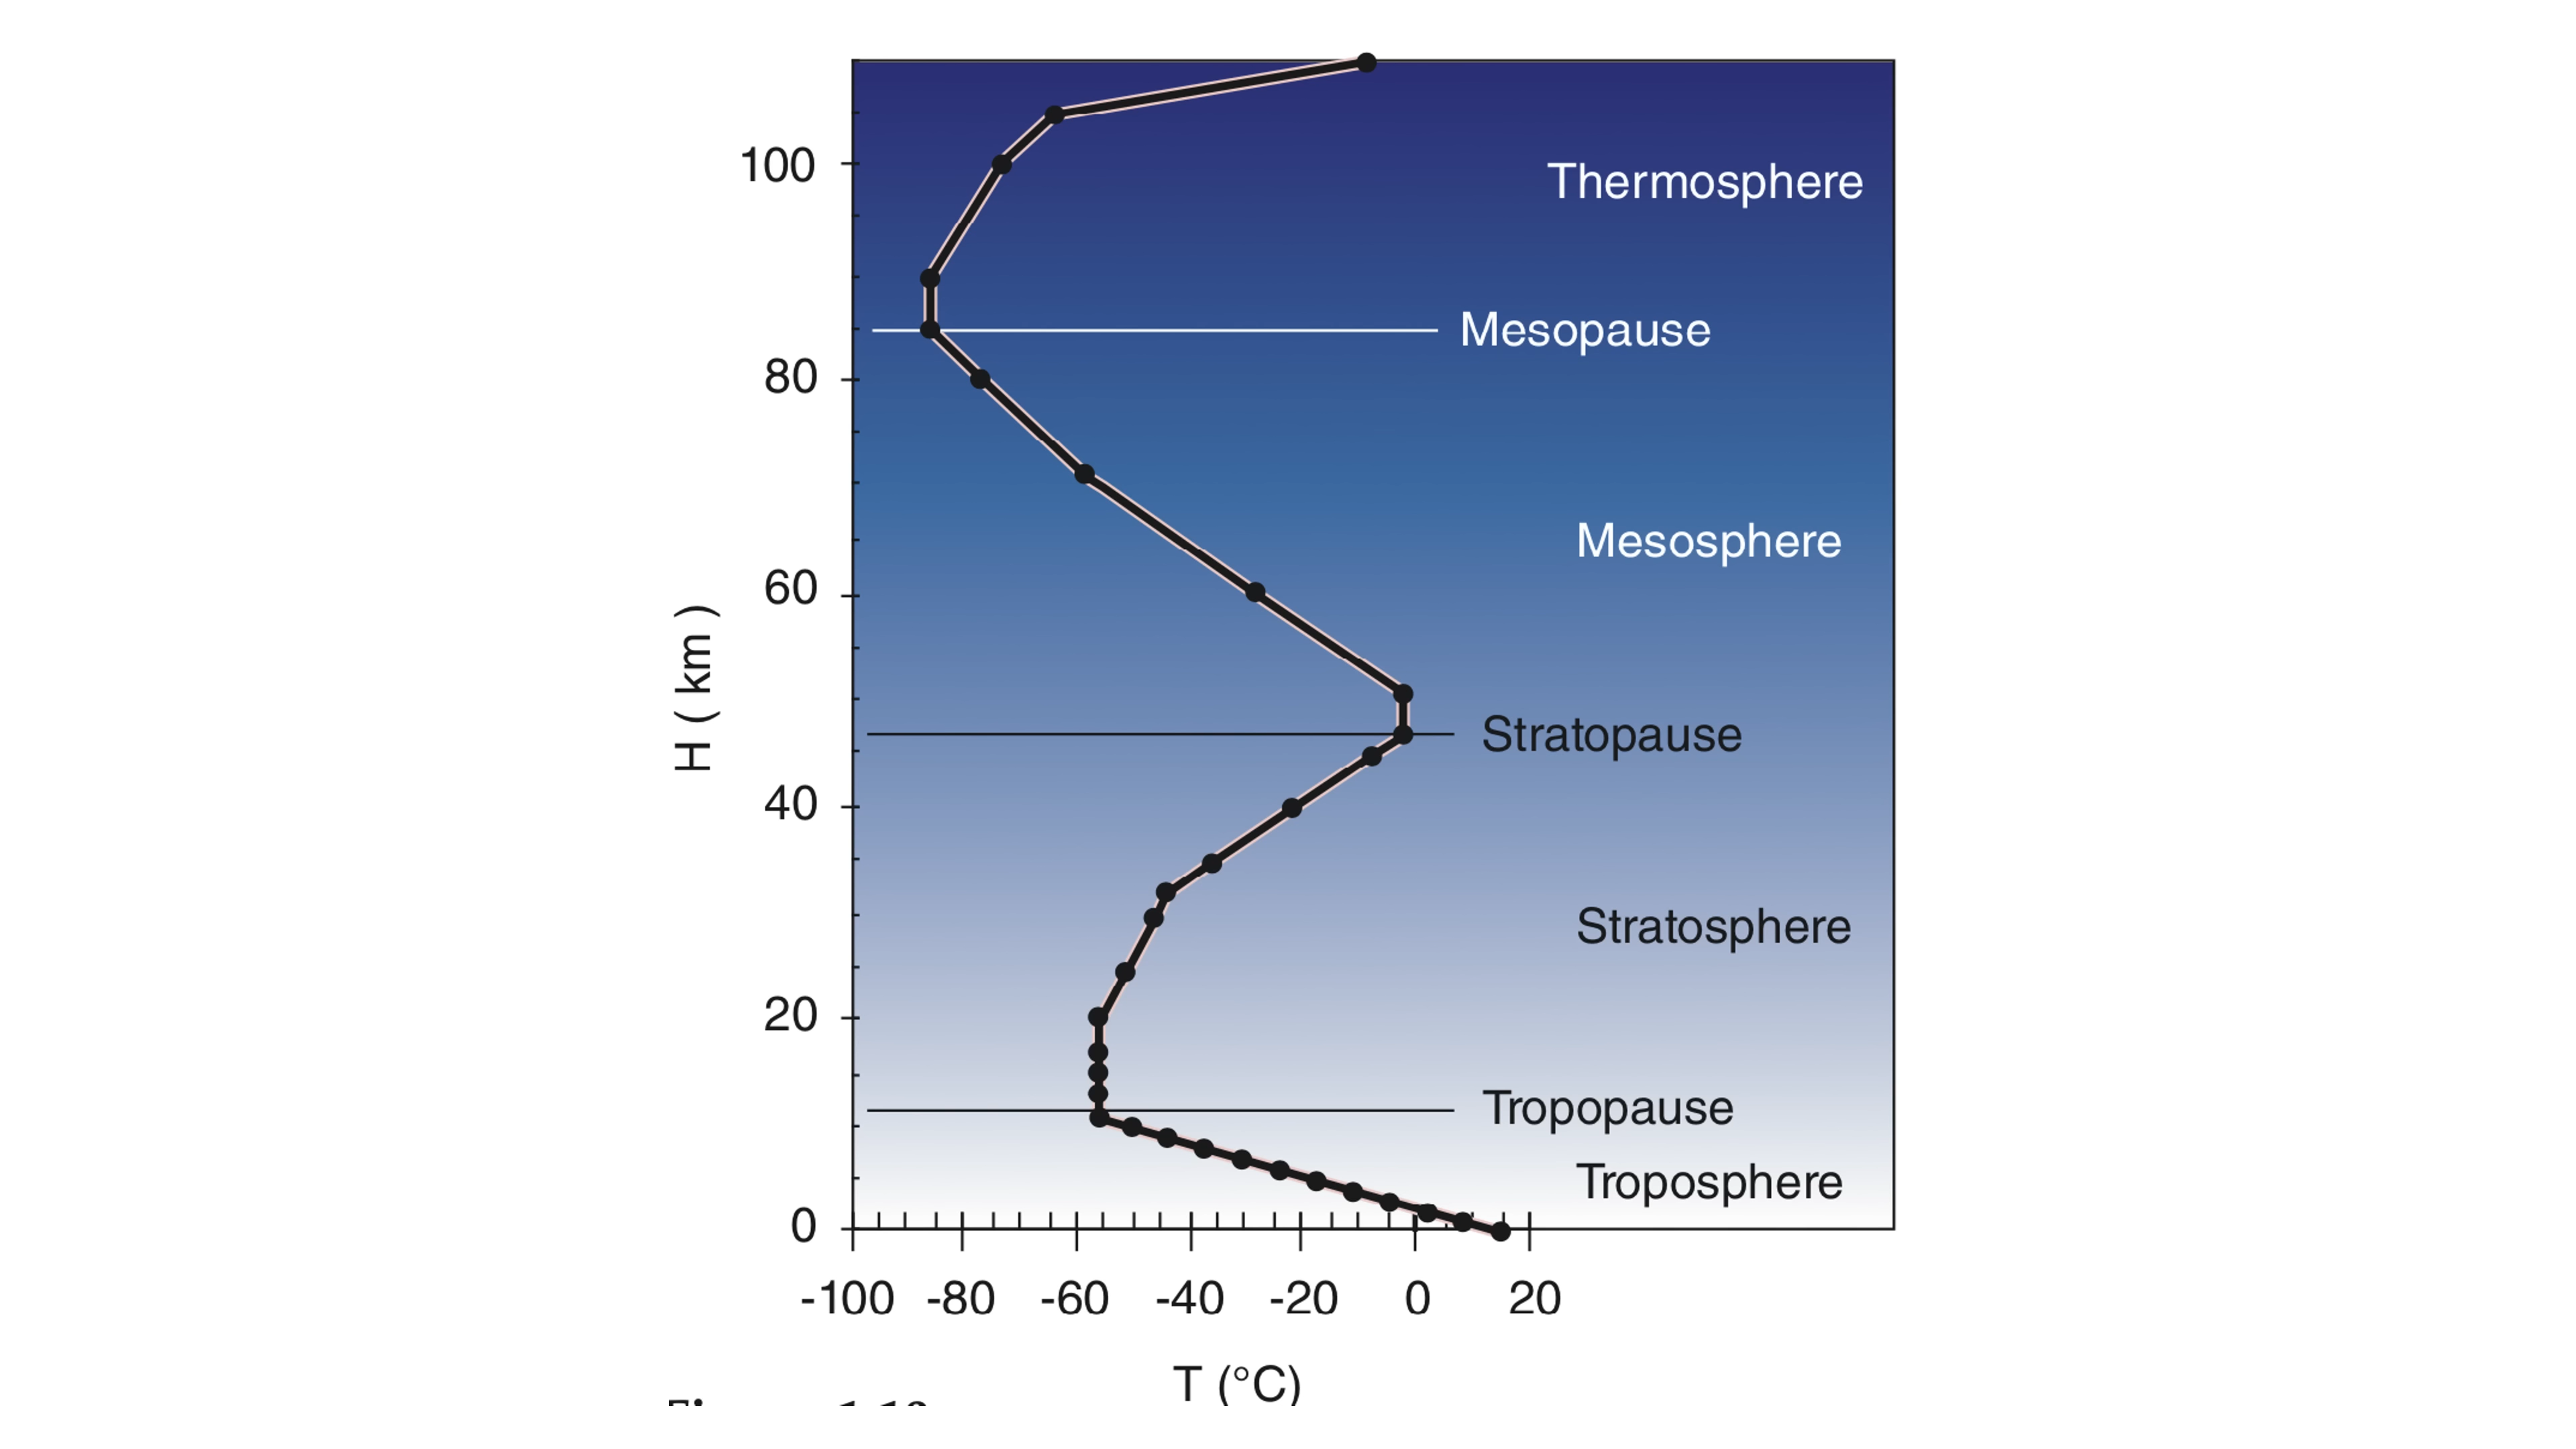 100
Thermosphere
Mesopause
80
Mesosphere
60
H ( km )
Stratopause
40
Stratosphere
20
Tropopause
Troposphere
0
-100 -80 -60 -40 -20 0 20
T (°C)